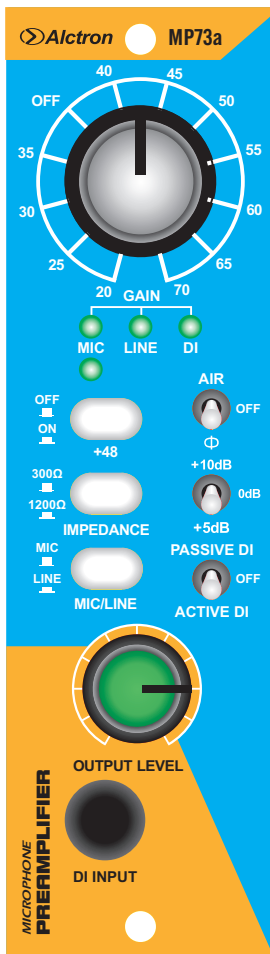 Alctron MP73a
40 45
OFF 50
35 55
30 60
25 65
20 GAIN 70
MIC LINE DI
AIR
OFF
ON
+48
OFF
Φ
300Ω
1200Ω
IMPEDANCE
+10dB
0dB
+5dB
MIC
LINE
MIC/LINE
PASSIVE DI
OFF
ACTIVE DI
OUTPUT LEVEL
DI INPUT
MICROPHONE
PREAMPLIFIER